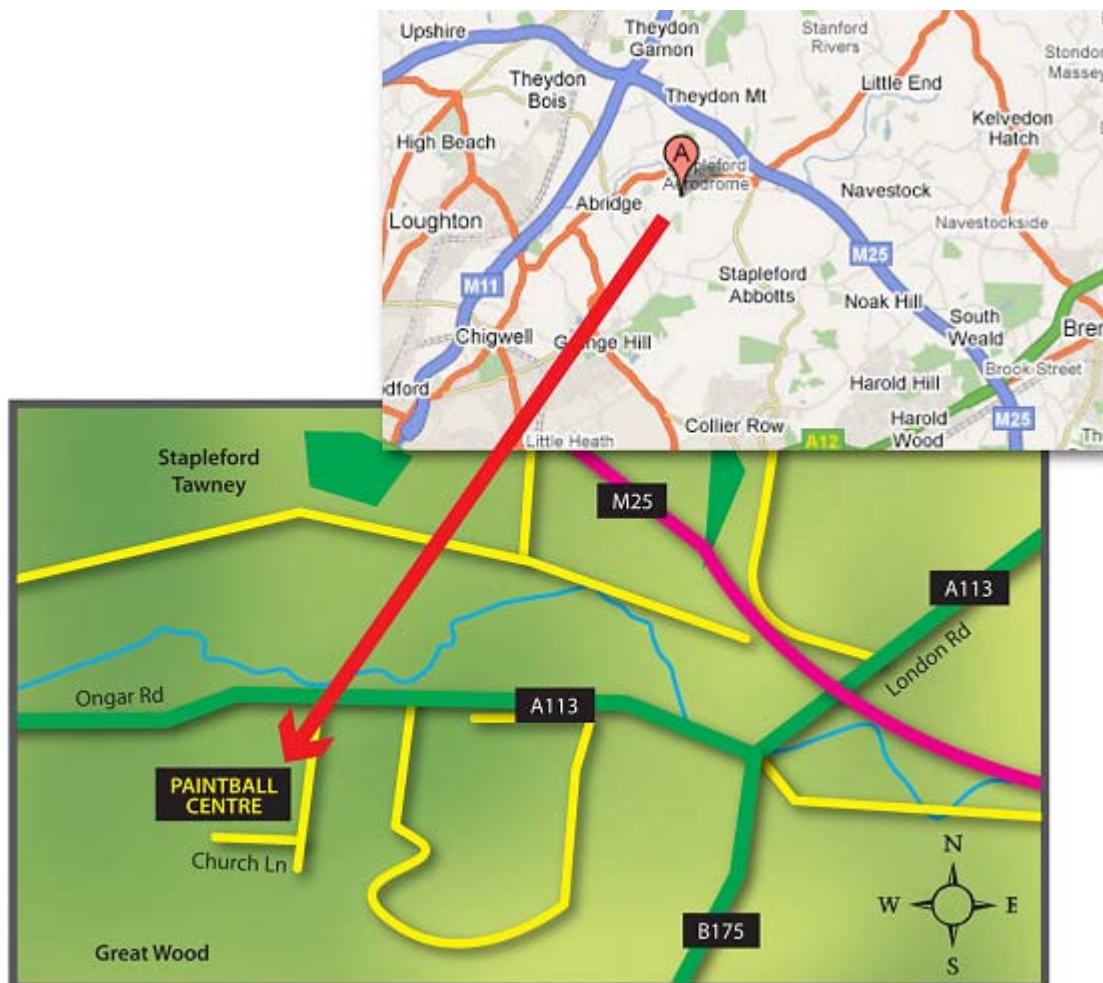 Upshire
Theydon
Garnon
Stanford
Rivers
Stondon
Massey
Theydon
Bois
Theydon Mt
Little End
Kelvedon
Hatch
High Beach
A
Aerodrome
Navestock
Abridge
Loughton
Navestockside
M25
M11
Stapleford
Abbotts
Noak Hill
South
Weald
Chigwell
Hill
Brook Street
Harold Hill
Collier Row
Harold
Wood
M25
Little Heath
A12
Stapleford
Tawney
M25
A113
London Rd
Ongar Rd
A113
PAINTBALL
CENTRE
Church Ln
Great Wood
B175
N
W
E
S